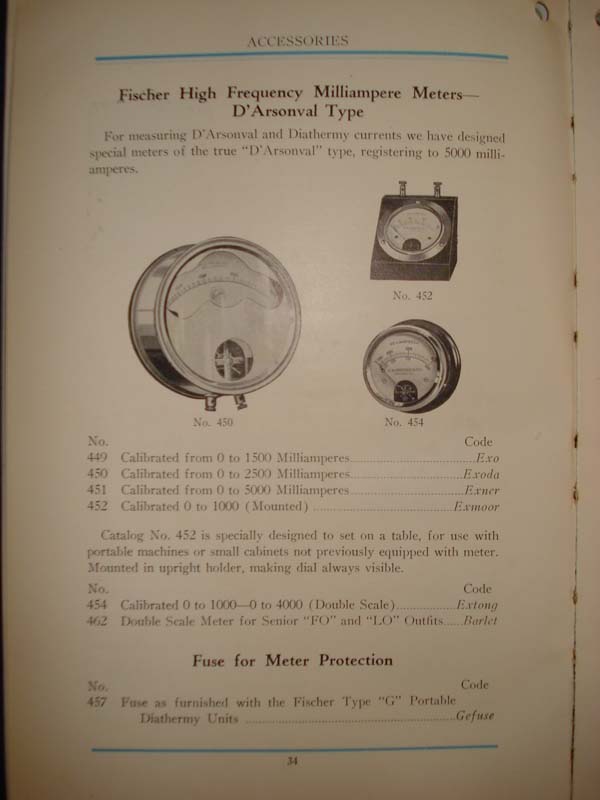 ACCESSORIES
Fischer High Frequency Milliampere Meters—
D'Arsonval Type
For measuring D'Arsonval and Diathermy currents we have designed
special meters of the true "D'Arsonval" type, registering to 5000 milli-
amperes.
No. 452
No. 450
No. 454
No. Code
449 Calibrated from 0 to 1500 Milliamperes..............................Exo
450 Calibrated from 0 to 2500 Milliamperes...........................Exoda
451 Calibrated from 0 to 5000 Milliamperes...........................Exner
452 Calibrated 0 to 1000 (Mounted) ..................................Exmoor
Catalog No. 452 is specially designed to set on a table, for use with
portable machines or small cabinets not previously equipped with meter.
Mounted in upright holder, making dial always visible.
No. Code
454 Calibrated 0 to 1000—0 to 4000 (Double Scale)...............Extong
462 Double Scale Meter for Senior "FO" and "LO" Outfits.....Barlet
Fuse for Meter Protection
No. Code
457 Fuse as furnished with the Fischer Type "G" Portable
Diathermy Units ...................................................Gefuse
34